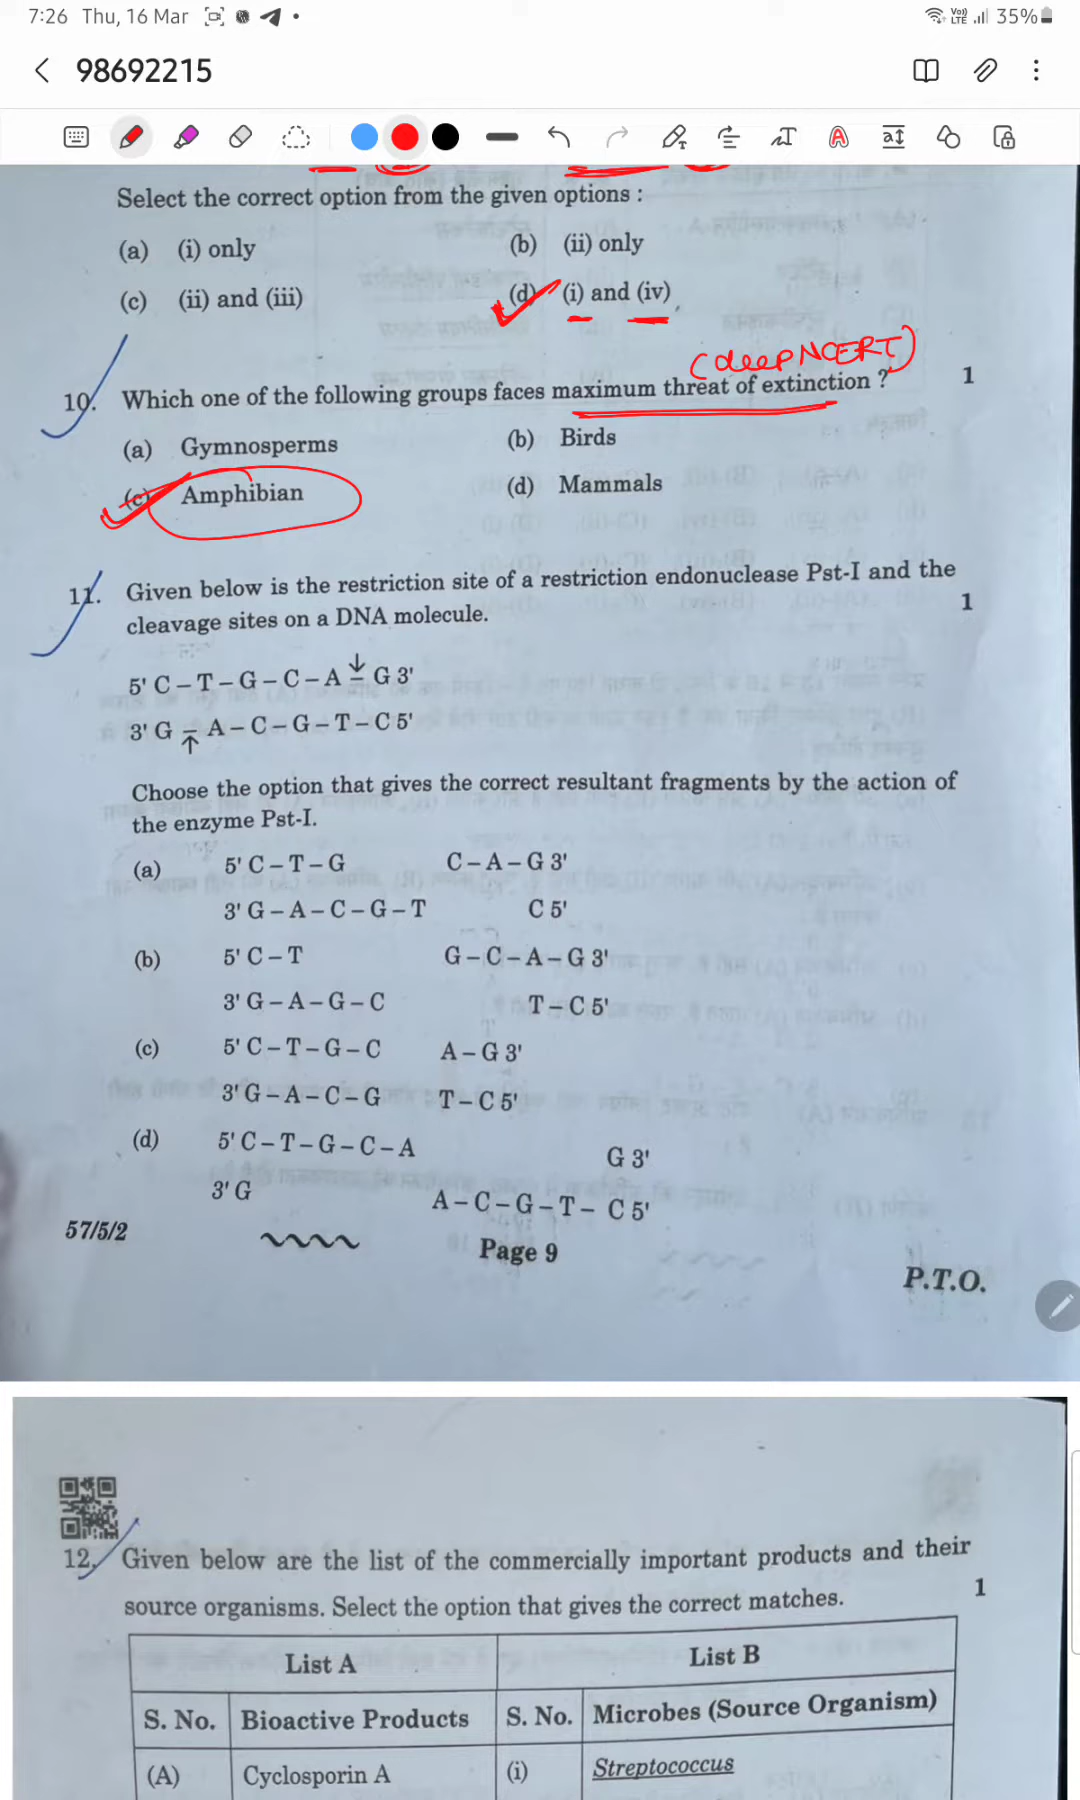 7:26 Thu, 16 Mar
35%
98692215
Select the correct option from the given options :
(a) (i) only (b) (ii) only
(c) (ii) and (iii) (d) (i) and (iv)
(deep NCERT)
10. Which one of the following groups faces maximum threat of extinction ? 1
(a) Gymnosperms (b) Birds
(c) Amphibian (d) Mammals
11. Given below is the restriction site of a restriction endonuclease Pst-I and the
cleavage sites on a DNA molecule. 1
5' C – T – G – C – A ↓ – G 3'
3' G ↑ – A – C – G – T – C 5'
Choose the option that gives the correct resultant fragments by the action of
the enzyme Pst-I.
(a) 5' C – T – G C – A – G 3'
3' G – A – C – G – T C 5'
(b) 5' C – T G – C – A – G 3'
3' G – A – G – C T – C 5'
(c) 5' C – T – G – C A – G 3'
3' G – A – C – G T – C 5'
(d) 5' C – T – G – C – A G 3'
3' G A – C – G – T – C 5'
57/5/2 Page 9
P.T.O.
12. Given below are the list of the commercially important products and their
source organisms. Select the option that gives the correct matches. 1
List A List B
S. No. Bioactive Products S. No. Microbes (Source Organism)
(A) Cyclosporin A (i) Streptococcus